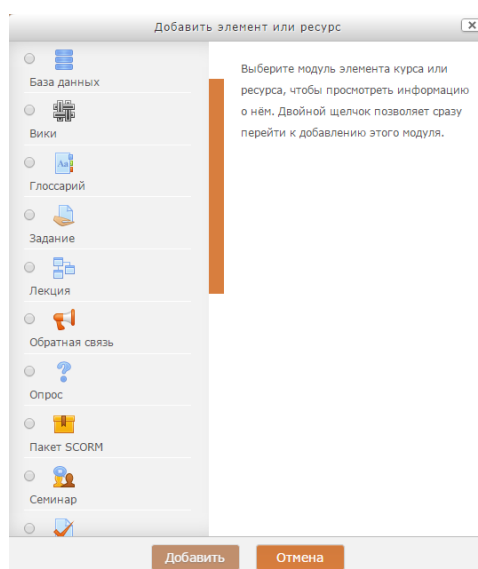 Добавить элемент или ресурс
База данных
Вики
Глоссарий
Задание
Лекция
Обратная связь
Опрос
Пакет SCORM
Семинар
Выберите модуль элемента курса или
ресурса, чтобы просмотреть информацию
о нём. Двойной щелчок позволяет сразу
перейти к добавлению этого модуля.
Добавить
Отмена